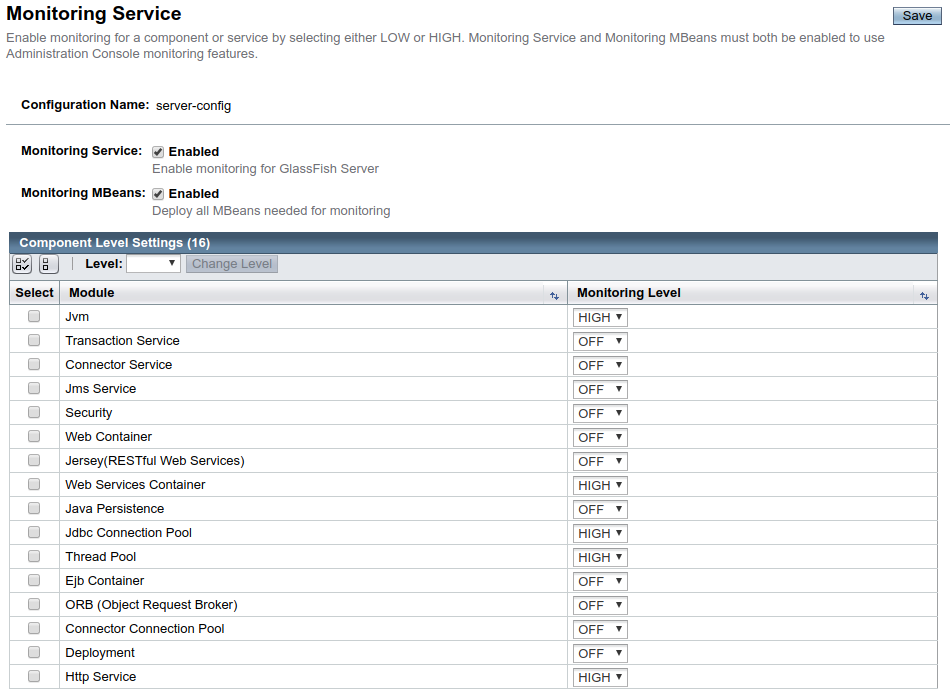 Monitoring Service
Save
Enable monitoring for a component or service by selecting either LOW or HIGH. Monitoring Service and Monitoring MBeans must both be enabled to use
Administration Console monitoring features.
Configuration Name: server-config
Monitoring Service: Enabled
Enable monitoring for GlassFish Server
Monitoring MBeans: Enabled
Deploy all MBeans needed for monitoring
Component Level Settings (16)
Level: Change Level
Select Module Monitoring Level
Jvm HIGH
Transaction Service OFF
Connector Service OFF
Jms Service OFF
Security OFF
Web Container OFF
Jersey(RESTful Web Services) OFF
Web Services Container HIGH
Java Persistence OFF
Jdbc Connection Pool HIGH
Thread Pool HIGH
Ejb Container OFF
ORB (Object Request Broker) OFF
Connector Connection Pool OFF
Deployment OFF
Http Service HIGH